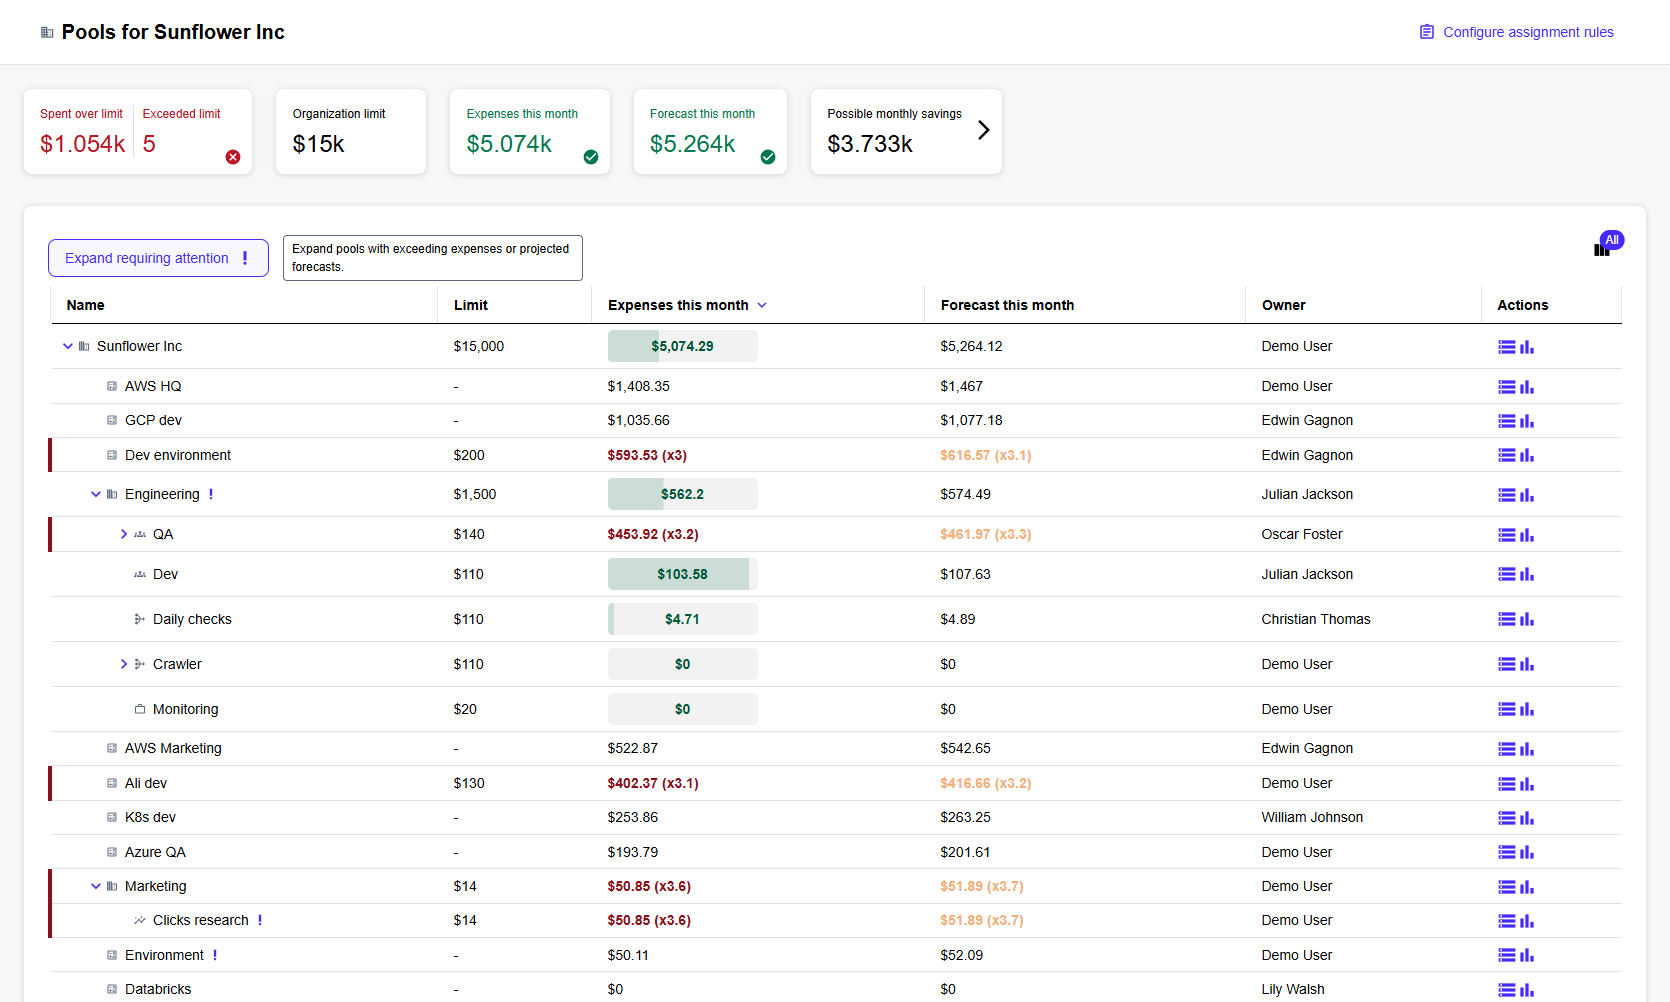 Pools for Sunflower Inc
Configure assignment rules
Spent over limit Exceeded limit
$1.054k 5
Organization limit
$15k
Expenses this month
$5.074k
Forecast this month
$5.264k
Possible monthly savings
$3.733k
Expand requiring attention !
Expand pools with exceeding expenses or projected
forecasts.
All
Name Limit Expenses this month Forecast this month Owner Actions
Sunflower Inc $15,000 $5,074.29 $5,264.12 Demo User
AWS HQ - $1,408.35 $1,467 Demo User
GCP dev - $1,035.66 $1,077.18 Edwin Gagnon
Dev environment $200 $593.53 (x3) $616.57 (x3.1) Edwin Gagnon
Engineering ! $1,500 $562.2 $574.49 Julian Jackson
QA $140 $453.92 (x3.2) $461.97 (x3.3) Oscar Foster
Dev $110 $103.58 $107.63 Julian Jackson
Daily checks $110 $4.71 $4.89 Christian Thomas
Crawler $110 $0 $0 Demo User
Monitoring $20 $0 $0 Demo User
AWS Marketing - $522.87 $542.65 Edwin Gagnon
Ali dev $130 $402.37 (x3.1) $416.66 (x3.2) Demo User
K8s dev - $253.86 $263.25 William Johnson
Azure QA - $193.79 $201.61 Demo User
Marketing $14 $50.85 (x3.6) $51.89 (x3.7) Demo User
Clicks research ! $14 $50.85 (x3.6) $51.89 (x3.7) Demo User
Environment ! - $50.11 $52.09 Demo User
Databricks - $0 $0 Lily Walsh